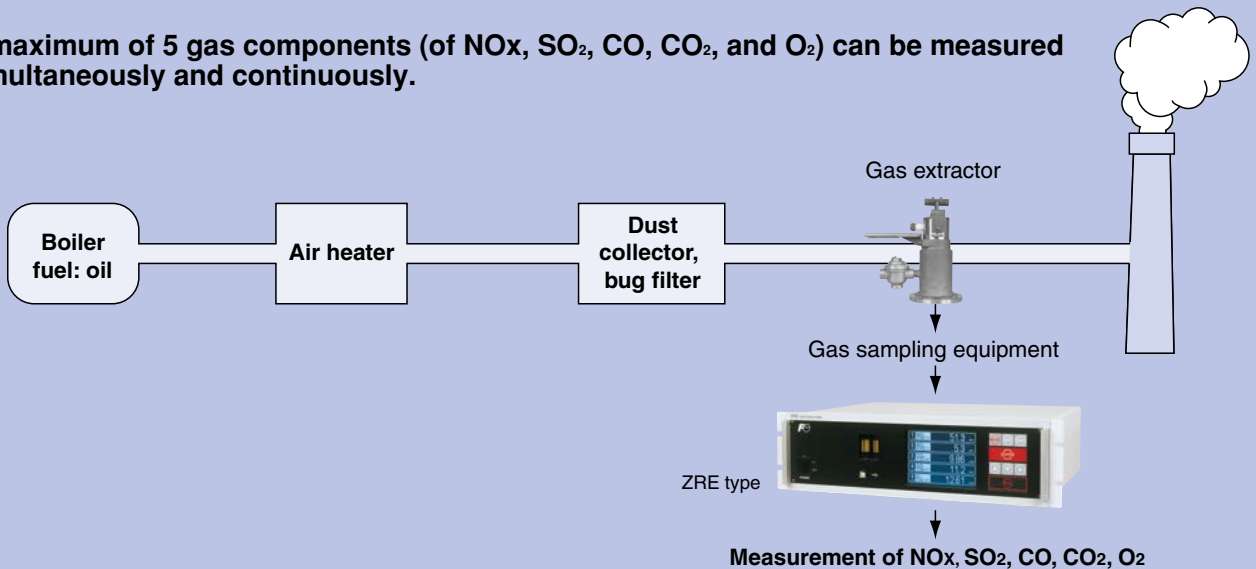 maximum of 5 gas components (of NOx, SO₂, CO, CO₂, and O₂) can be measured
multaneously and continuously.
Gas extractor
Boiler
fuel: oil
Air heater
Dust
collector,
bug filter
Gas sampling equipment
ZRE type
Measurement of NOx, SO₂, CO, CO₂, O₂